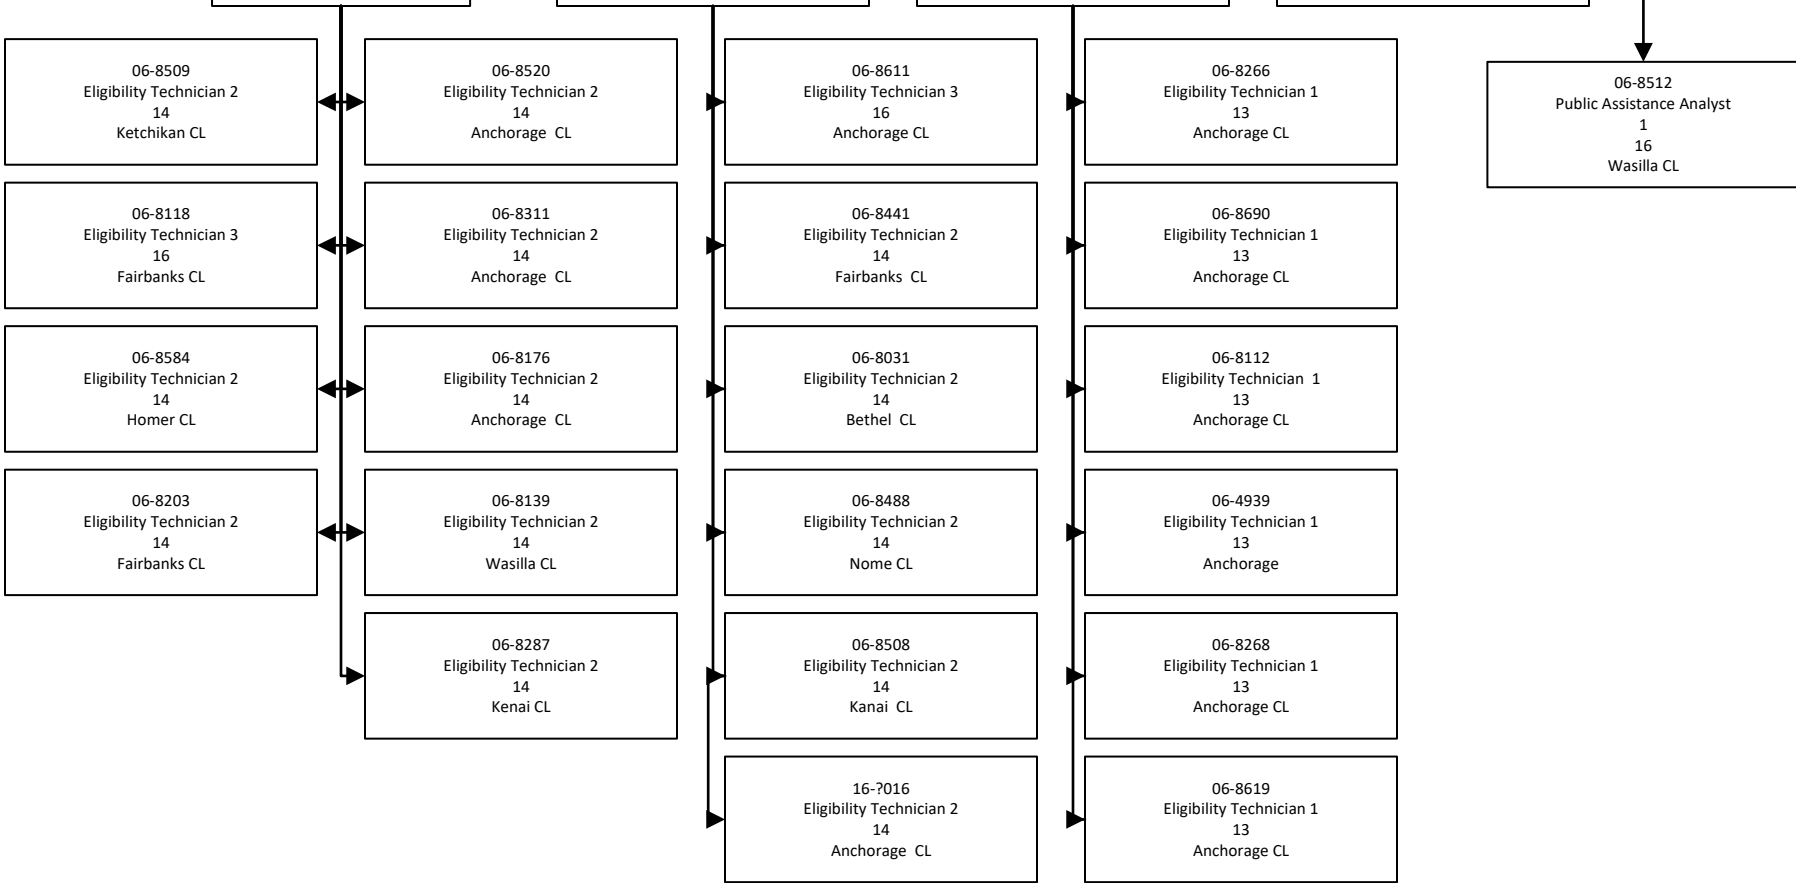 06-8509
Eligibility Technician 2
14
Ketchikan CL
06-8520
Eligibility Technician 2
14
Anchorage  CL
06-8611
Eligibility Technician 3
16
Anchorage CL
06-8266
Eligibility Technician 1
13
Anchorage CL
06-8512
Public Assistance Analyst
1
16
Wasilla CL
06-8118
Eligibility Technician 3
16
Fairbanks CL
06-8311
Eligibility Technician 2
14
Anchorage  CL
06-8441
Eligibility Technician 2
14
Fairbanks  CL
06-8690
Eligibility Technician 1
13
Anchorage CL
06-8584
Eligibility Technician 2
14
Homer CL
06-8176
Eligibility Technician 2
14
Anchorage  CL
06-8031
Eligibility Technician 2
14
Bethel  CL
06-8112
Eligibility Technician  1
13
Anchorage CL
06-8203
Eligibility Technician 2
14
Fairbanks CL
06-8139
Eligibility Technician 2
14
Wasilla CL
06-8488
Eligibility Technician 2
14
Nome CL
06-4939
Eligibility Technician 1
13
Anchorage
06-8287
Eligibility Technician 2
14
Kenai CL
06-8508
Eligibility Technician 2
14
Kanai  CL
06-8268
Eligibility Technician 1
13
Anchorage CL
16-?016
Eligibility Technician 2
14
Anchorage  CL
06-8619
Eligibility Technician 1
13
Anchorage CL